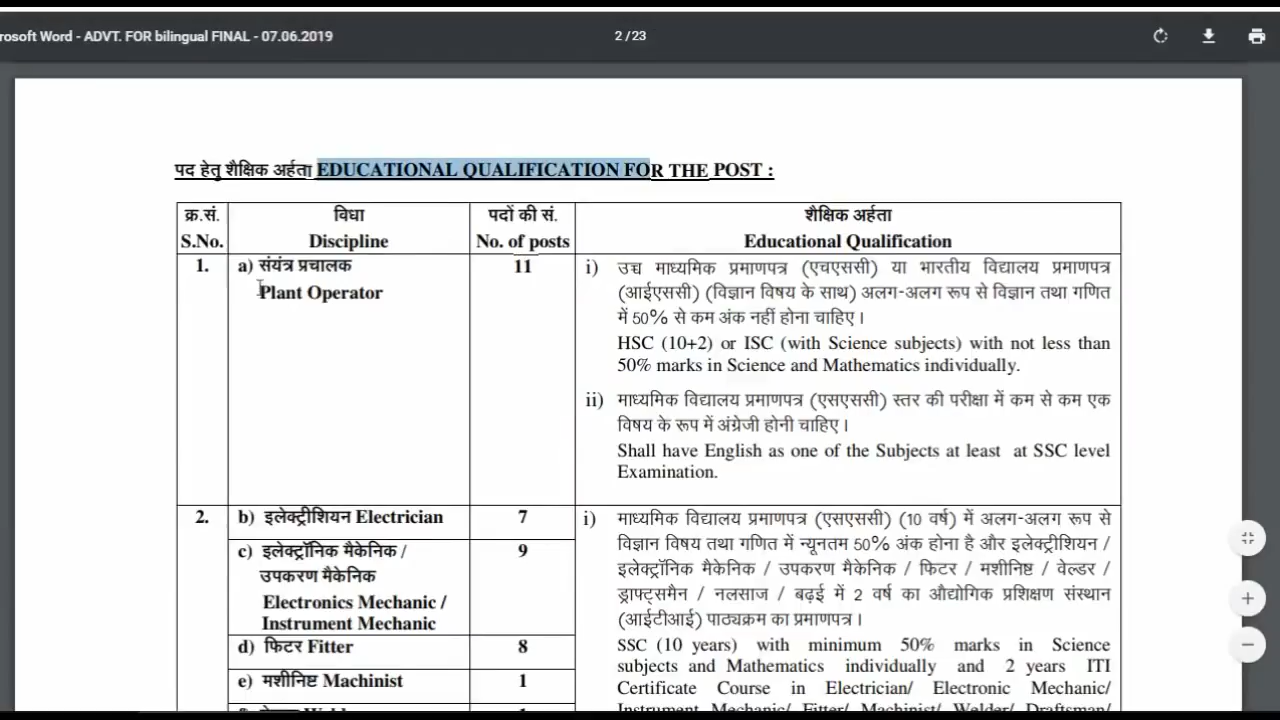 rosoft Word - ADVT. FOR bilingual FINAL - 07.06.2019
2 / 23
पद हेतु शैक्षिक अर्हता EDUCATIONAL QUALIFICATION FOR THE POST :
क्र.सं.
S.No.
विधा
Discipline
पदों की सं.
No. of posts
शैक्षिक अर्हता
Educational Qualification
1.
a) संयंत्र प्रचालक
Plant Operator
11
i) उच्च माध्यमिक प्रमाणपत्र (एचएससी) या भारतीय विद्यालय प्रमाणपत्र
(आईएससी) (विज्ञान विषय के साथ) अलग-अलग रूप से विज्ञान तथा गणित
में 50% से कम अंक नहीं होना चाहिए।
HSC (10+2) or ISC (with Science subjects) with not less than
50% marks in Science and Mathematics individually.
ii) माध्यमिक विद्यालय प्रमाणपत्र (एसएससी) स्तर की परीक्षा में कम से कम एक
विषय के रूप में अंग्रेजी होनी चाहिए।
Shall have English as one of the Subjects at least at SSC level
Examination.
2.
b) इलेक्ट्रीशियन Electrician
7
c) इलेक्ट्रॉनिक मैकेनिक /
उपकरण मैकेनिक
Electronics Mechanic /
Instrument Mechanic
9
d) फिटर Fitter
8
e) मशीनिष्ट Machinist
1
i) माध्यमिक विद्यालय प्रमाणपत्र (एसएससी) (10 वर्ष) में अलग-अलग रूप से
विज्ञान विषय तथा गणित में न्यूनतम 50% अंक होना है और इलेक्ट्रीशियन /
इलेक्ट्रॉनिक मैकेनिक / उपकरण मैकेनिक / फिटर / मशीनिष्ट / वेल्डर /
ड्राफ्ट्समैन / नलसाज / बढ़ई में 2 वर्ष का औद्योगिक प्रशिक्षण संस्थान
(आईटीआई) पाठ्यक्रम का प्रमाणपत्र।
SSC (10 years) with minimum 50% marks in Science
subjects and Mathematics individually and 2 years ITI
Certificate Course in Electrician/ Electronic Mechanic/
Instrument Mechanic/ Fitter/ Machinist/ Welder/ Draftsman/